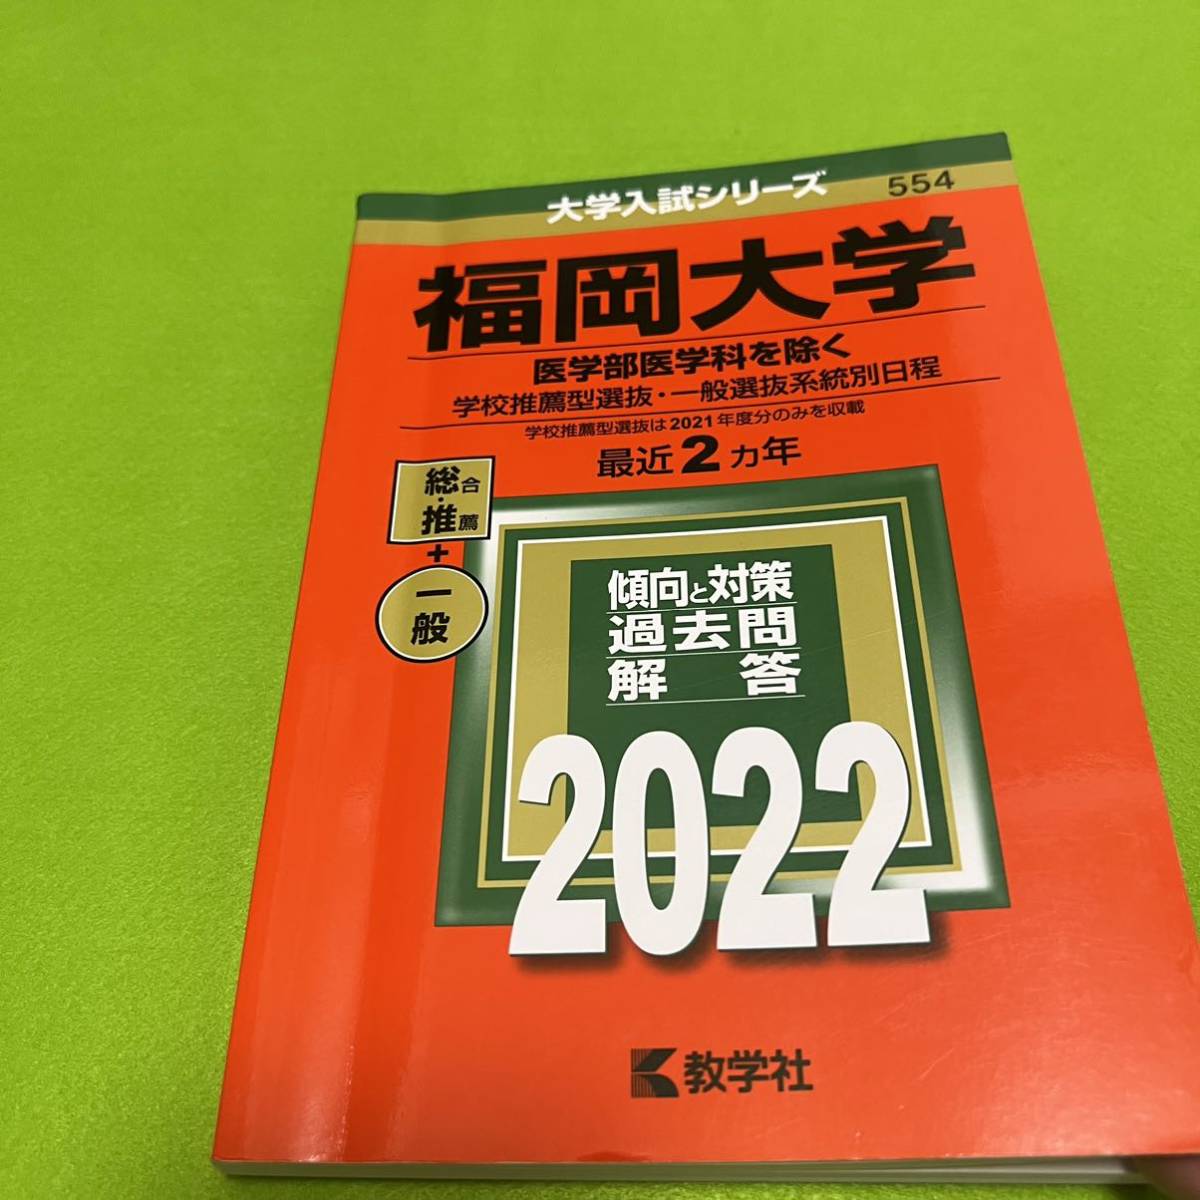 大学入試シリーズ 554
福岡大学
医学部医学科を除く
学校推薦型選抜・一般選抜系統別日程
学校推薦型選抜は2021年度分のみを収載
最近2カ年
総合・
推薦
+
一般
傾向と対策
過去問
解答
2022
教学社